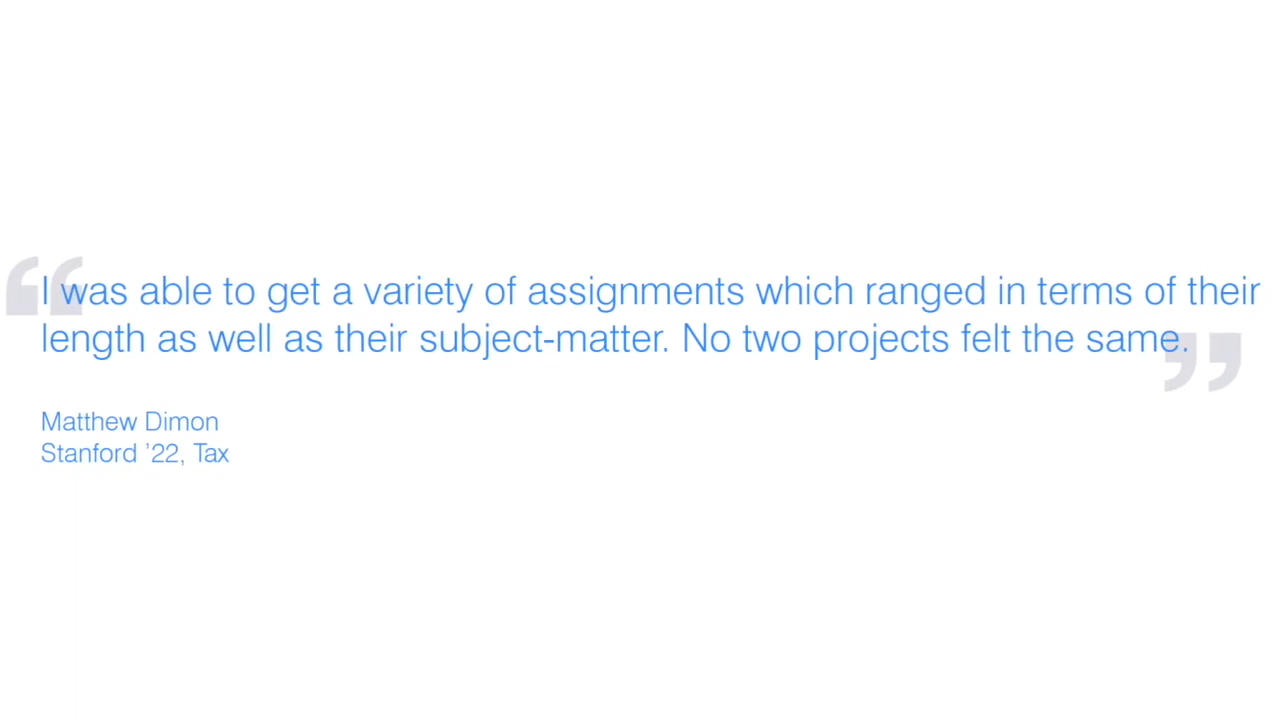 I was able to get a variety of assignments which ranged in terms of their
length as well as their subject-matter. No two projects felt the same.
Matthew Dimon
Stanford ’22, Tax